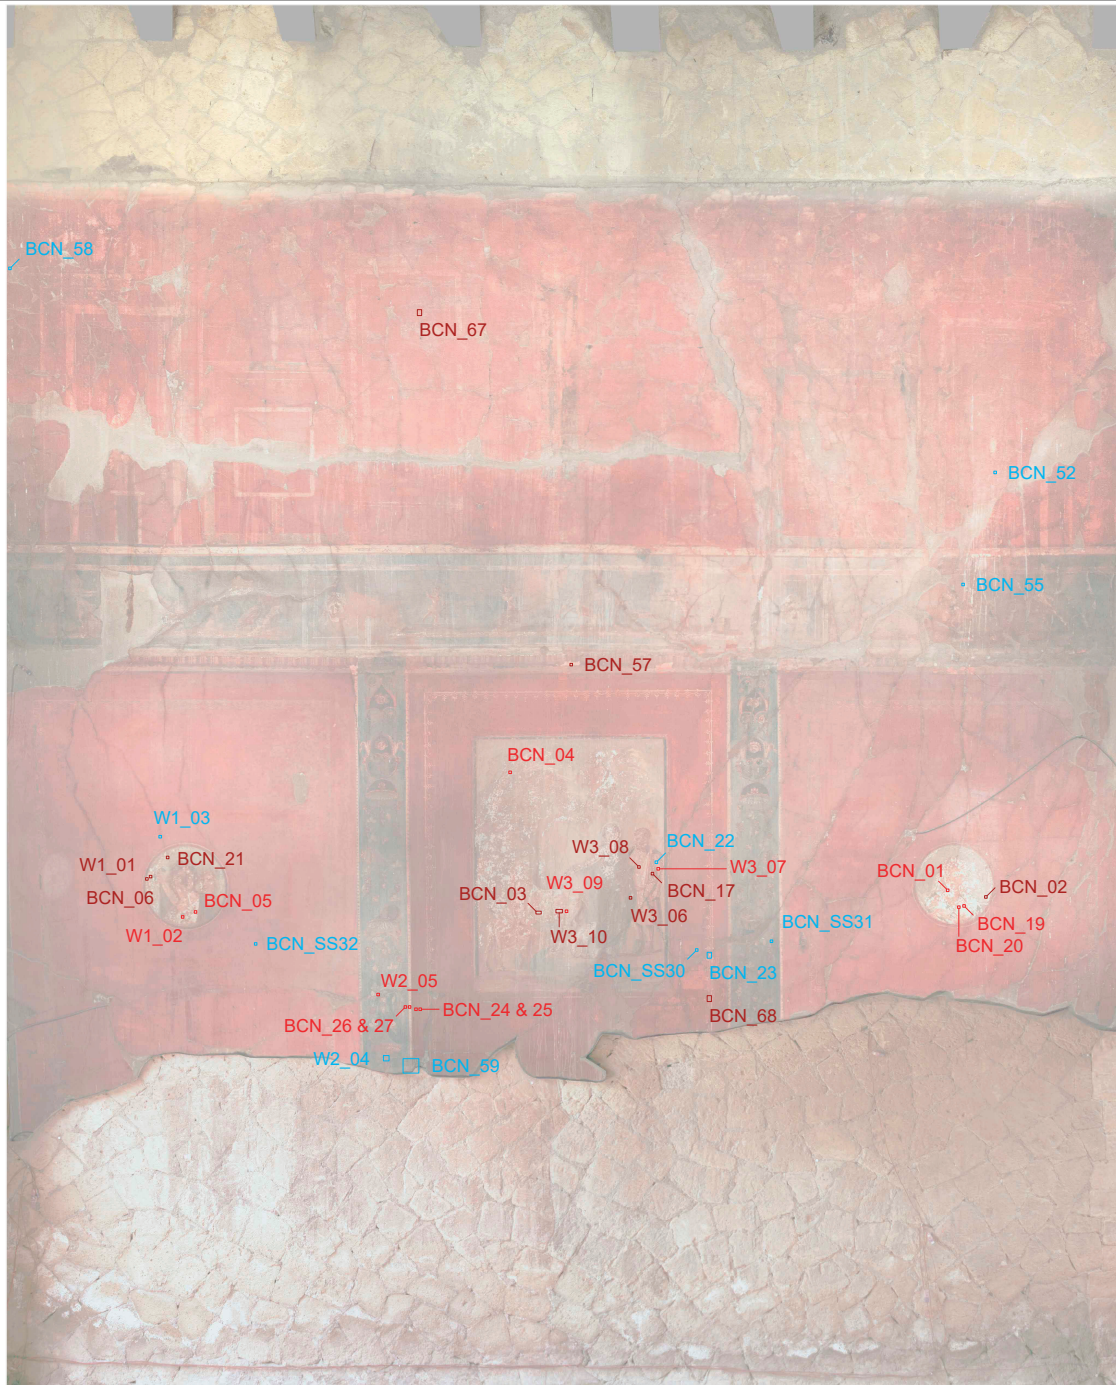 BCN_58
BCN_67
BCN_52
BCN_55
BCN_57
BCN_04
W1_03
W1_01
BCN_21
BCN_06
BCN_05
W1_02
BCN_SS32
W3_08
BCN_22
W3_07
BCN_03
W3_09
BCN_17
W3_06
W3_10
BCN_01
BCN_02
BCN_19
BCN_20
BCN_SS31
BCN_SS30
BCN_23
W2_05
BCN_24 & 25
BCN_26 & 27
BCN_68
W2_04
BCN_59